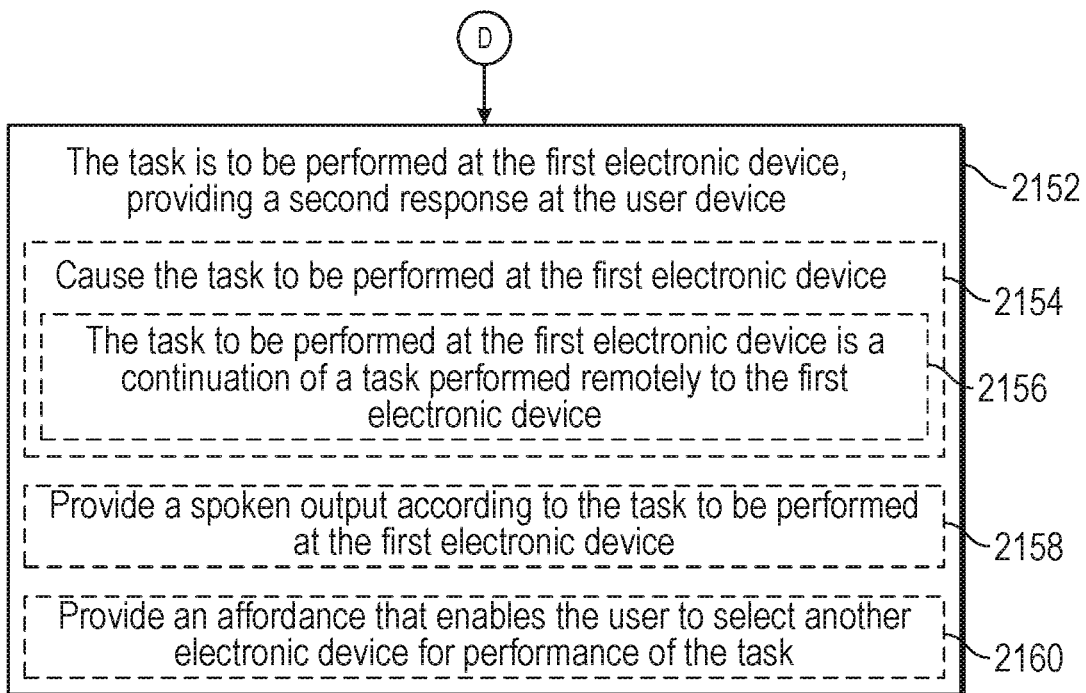 D
The task is to be performed at the first electronic device,
providing a second response at the user device
2152
Cause the task to be performed at the first electronic device
2154
The task to be performed at the first electronic device is a
continuation of a task performed remotely to the first
electronic device
2156
Provide a spoken output according to the task to be performed
at the first electronic device
2158
Provide an affordance that enables the user to select another
electronic device for performance of the task
2160